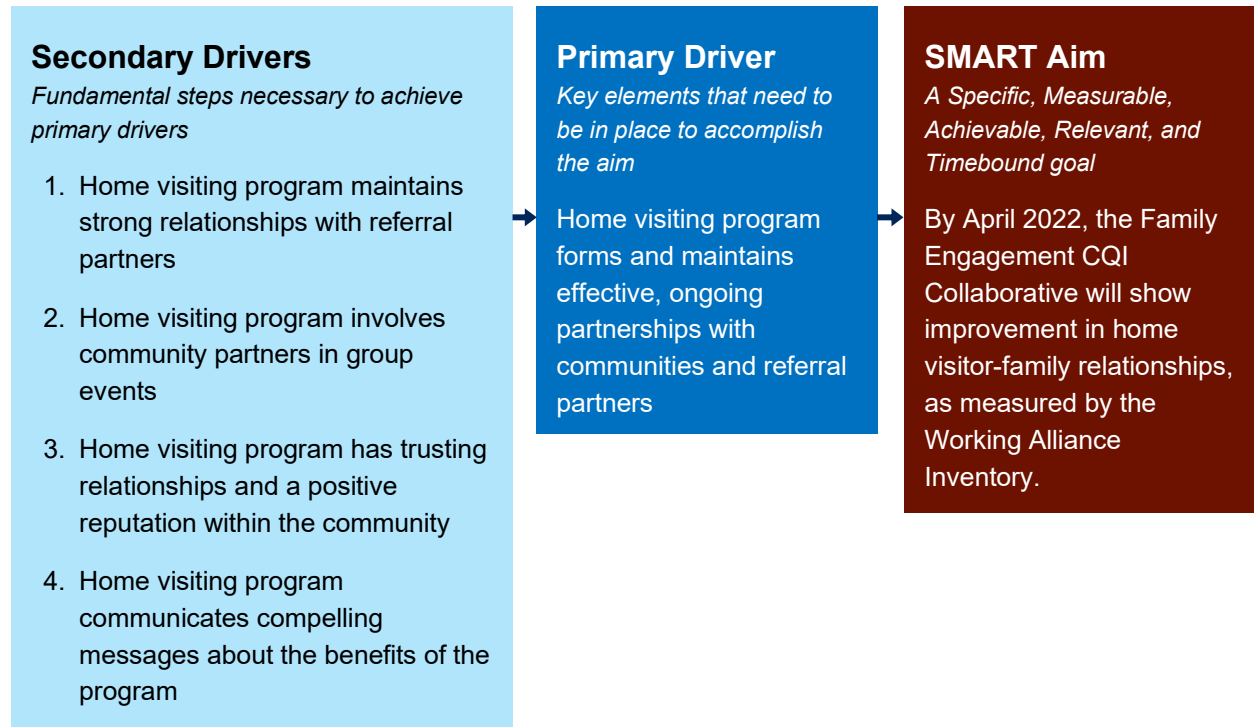 Secondary Drivers
Fundamental steps necessary to achieve
primary drivers
1. Home visiting program maintains
strong relationships with referral
partners
2. Home visiting program involves
community partners in group
events
3. Home visiting program has trusting
relationships and a positive
reputation within the community
4. Home visiting program
communicates compelling
messages about the benefits of the
program
Primary Driver
Key elements that need to
be in place to accomplish
the aim
Home visiting program
forms and maintains
effective, ongoing
partnerships with
communities and referral
partners
SMART Aim
A Specific, Measurable,
Achievable, Relevant, and
Timebound goal
By April 2022, the Family
Engagement CQI
Collaborative will show
improvement in home
visitor-family relationships,
as measured by the
Working Alliance
Inventory.